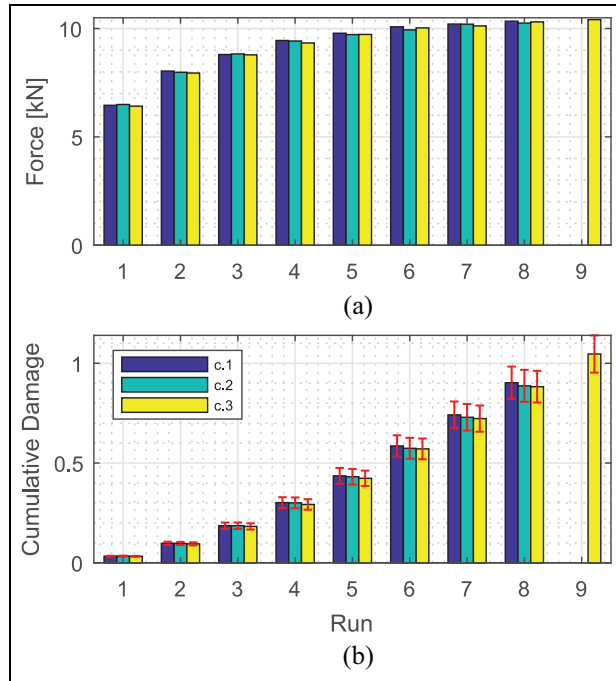 Force [kN]
10
5
0
1 2 3 4 5 6 7 8 9
(a)
Cumulative Damage
1
0.5
0
c.1
c.2
c.3
1 2 3 4 5 6 7 8 9
Run
(b)